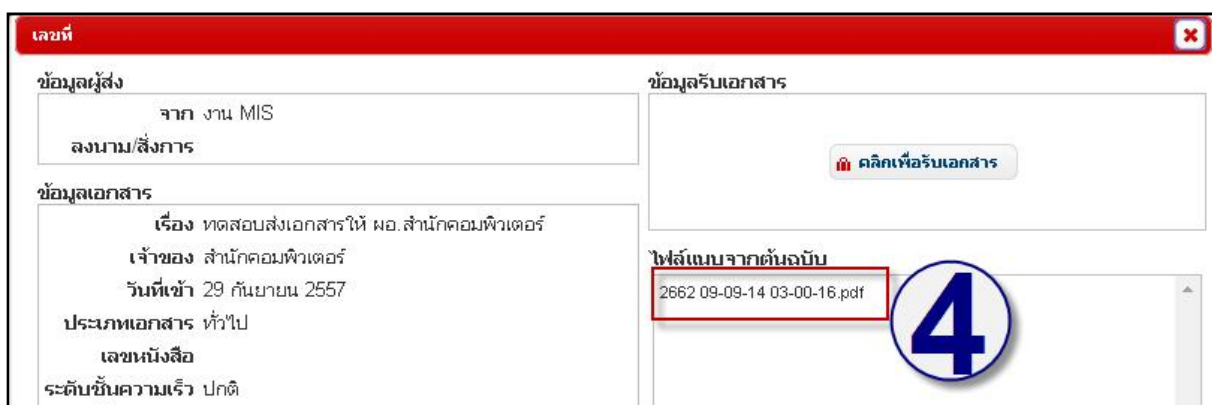 เลขที่
ข้อมูลผู้ส่ง
จาก งาน MIS
ลงนาม/สั่งการ
ข้อมูลเอกสาร
เรื่อง ทดสอบส่งเอกสารให้ ผอ.สำนักคอมพิวเตอร์
เจ้าของ สำนักคอมพิวเตอร์
วันที่เข้า 29 กันยายน 2557
ประเภทเอกสาร ทั่วไป
เลขหนังสือ
ระดับชั้นความเร็ว ปกติ
ข้อมูลรับเอกสาร
คลิกเพื่อรับเอกสาร
ไฟล์แนบจากต้นฉบับ
2662 09-09-14 03-00-16.pdf
4